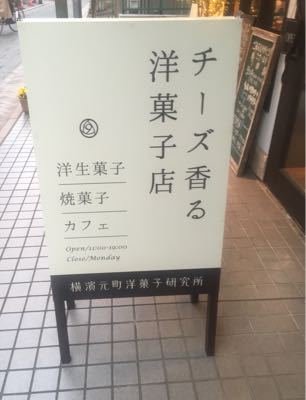 チーズ香る
洋菓子店
洋生菓子
焼菓子
カフェ
Open/11:00-19:00
Close/Monday
横濱元町洋菓子研究所